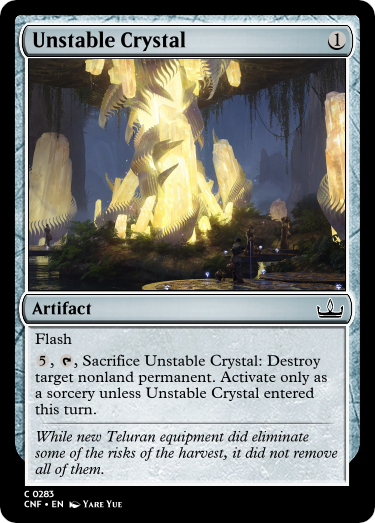 Unstable Crystal 1
Artifact
Flash
5, T, Sacrifice Unstable Crystal: Destroy
target nonland permanent. Activate only as
a sorcery unless Unstable Crystal entered
this turn.
While new Teluran equipment did eliminate
some of the risks of the harvest, it did not remove
all of them.
C 0283
CNF • EN Yare Yue